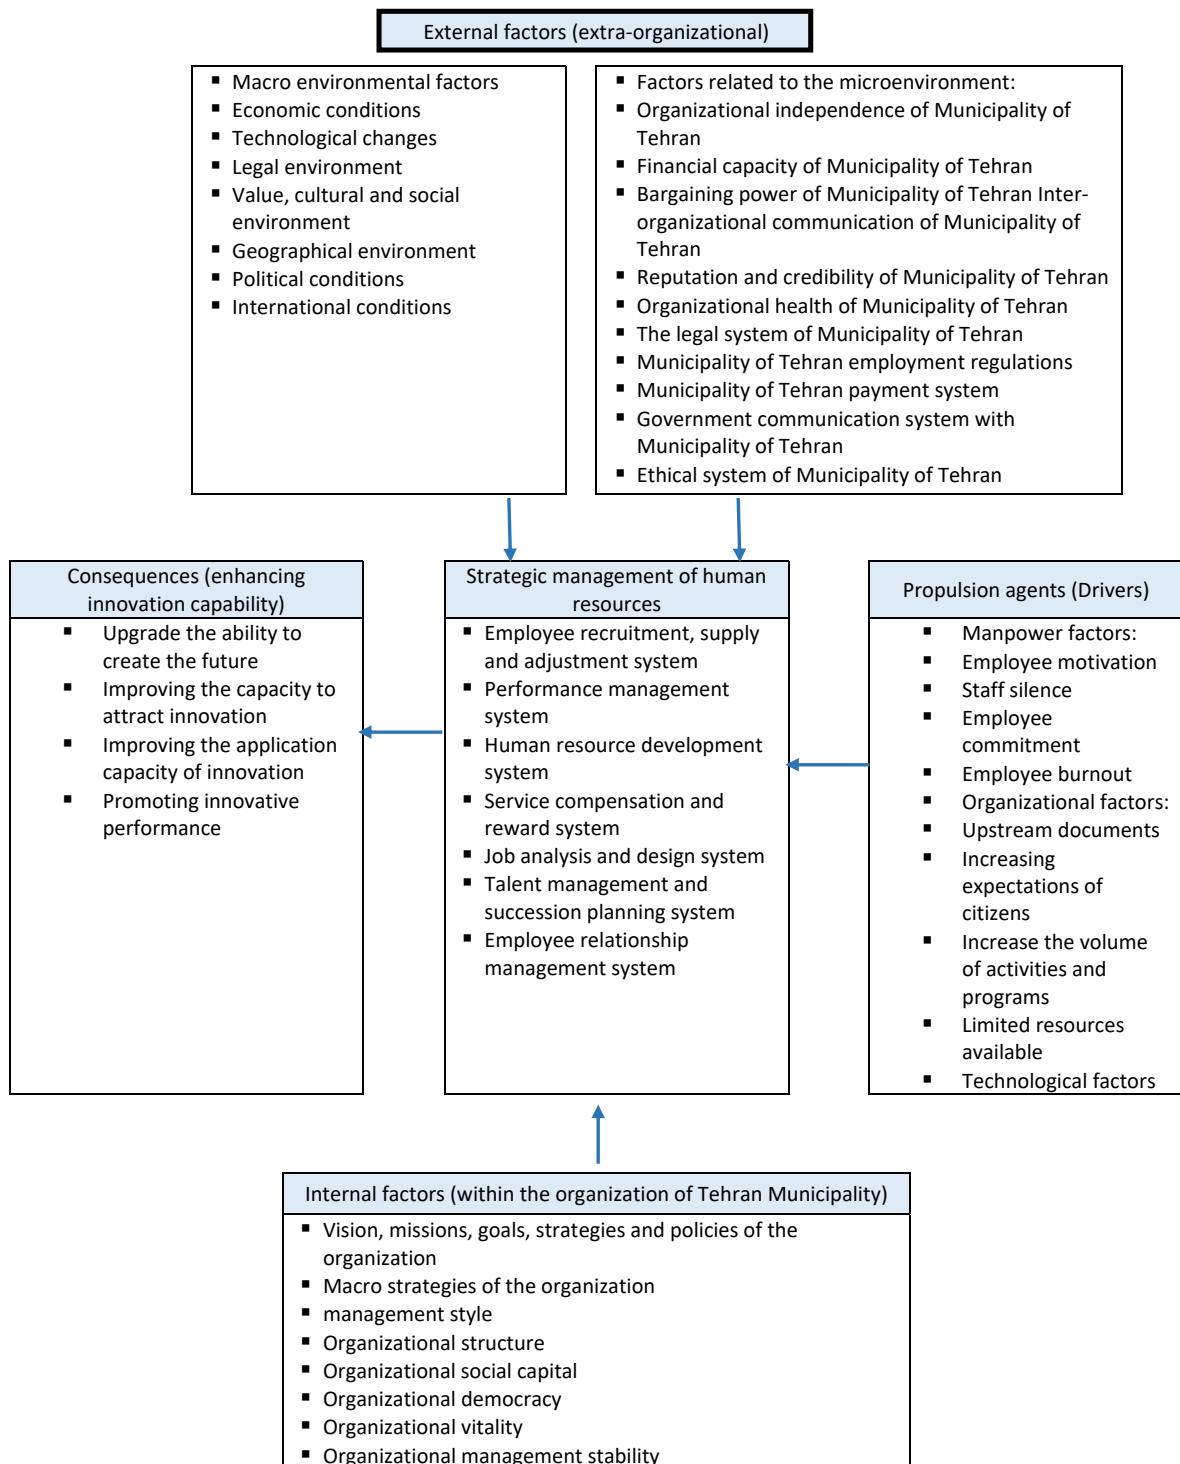 External factors (extra-organizational)
▪ Macro environmental factors
▪ Economic conditions
▪ Technological changes
▪ Legal environment
▪ Value, cultural and social
environment
▪ Geographical environment
▪ Political conditions
▪ International conditions
▪ Factors related to the microenvironment:
▪ Organizational independence of Municipality of
Tehran
▪ Financial capacity of Municipality of Tehran
▪ Bargaining power of Municipality of Tehran Inter-
organizational communication of Municipality of
Tehran
▪ Reputation and credibility of Municipality of Tehran
▪ Organizational health of Municipality of Tehran
▪ The legal system of Municipality of Tehran
▪ Municipality of Tehran employment regulations
▪ Municipality of Tehran payment system
▪ Government communication system with
Municipality of Tehran
▪ Ethical system of Municipality of Tehran
Consequences (enhancing
innovation capability)
▪ Upgrade the ability to
create the future
▪ Improving the capacity to
attract innovation
▪ Improving the application
capacity of innovation
▪ Promoting innovative
performance
Strategic management of human
resources
▪ Employee recruitment, supply
and adjustment system
▪ Performance management
system
▪ Human resource development
system
▪ Service compensation and
reward system
▪ Job analysis and design system
▪ Talent management and
succession planning system
▪ Employee relationship
management system
Propulsion agents (Drivers)
▪ Manpower factors:
▪ Employee motivation
▪ Staff silence
▪ Employee
commitment
▪ Employee burnout
▪ Organizational factors:
▪ Upstream documents
▪ Increasing
expectations of
citizens
▪ Increase the volume
of activities and
programs
▪ Limited resources
available
▪ Technological factors
Internal factors (within the organization of Tehran Municipality)
▪ Vision, missions, goals, strategies and policies of the
organization
▪ Macro strategies of the organization
▪ management style
▪ Organizational structure
▪ Organizational social capital
▪ Organizational democracy
▪ Organizational vitality
▪ Organizational management stability